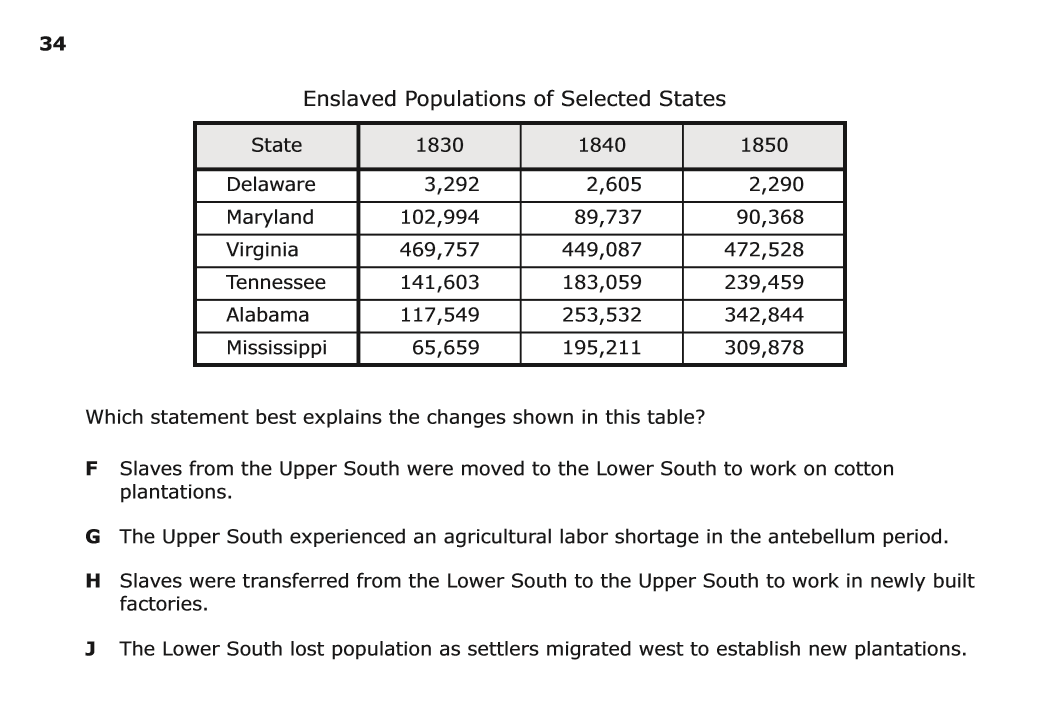 34
Enslaved Populations of Selected States
State 1830 1840 1850
Delaware 3,292 2,605 2,290
Maryland 102,994 89,737 90,368
Virginia 469,757 449,087 472,528
Tennessee 141,603 183,059 239,459
Alabama 117,549 253,532 342,844
Mississippi 65,659 195,211 309,878
Which statement best explains the changes shown in this table?
F Slaves from the Upper South were moved to the Lower South to work on cotton
plantations.
G The Upper South experienced an agricultural labor shortage in the antebellum period.
H Slaves were transferred from the Lower South to the Upper South to work in newly built
factories.
J The Lower South lost population as settlers migrated west to establish new plantations.